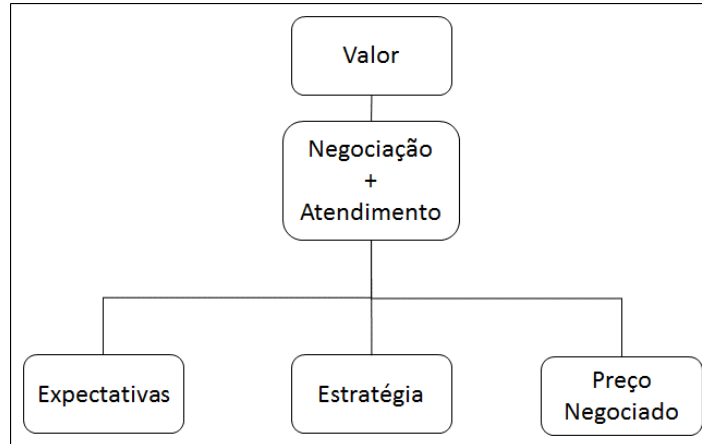 Valor
Negociação
+
Atendimento
Expectativas
Estratégia
Preço
Negociado